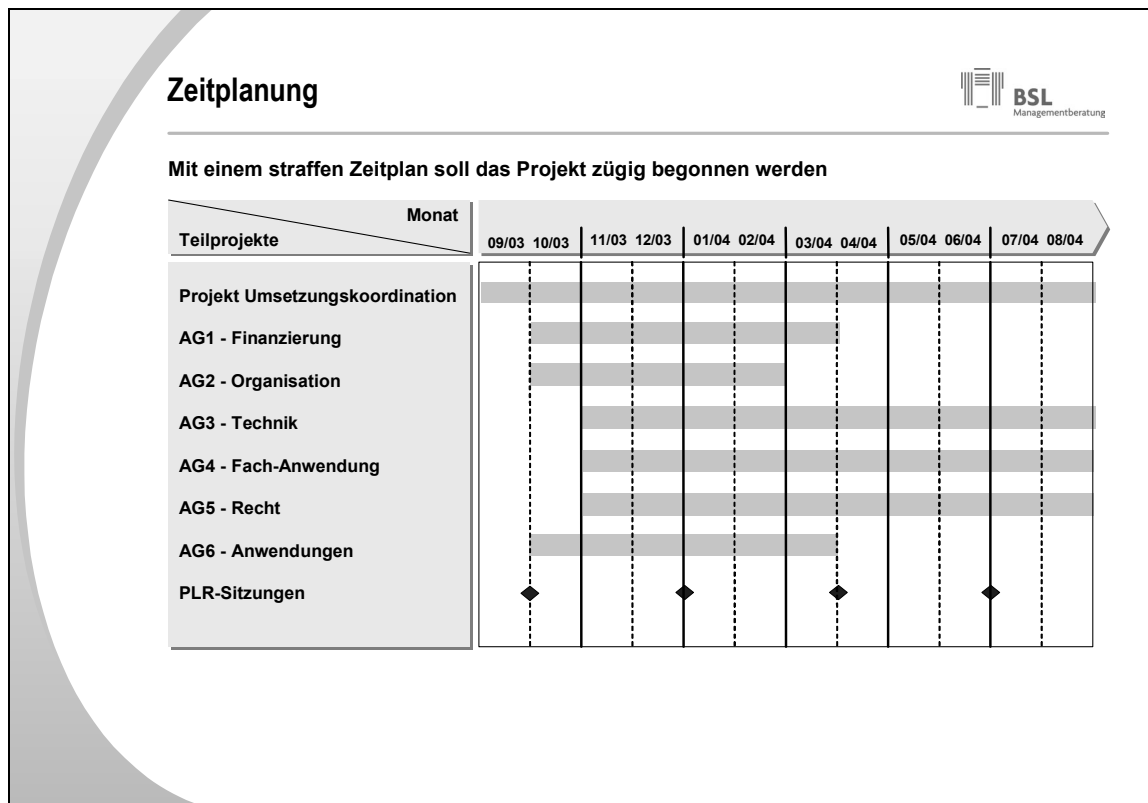 Zeitplanung
BSL
Managementberatung
Mit einem straffen Zeitplan soll das Projekt zügig begonnen werden
Monat
Teilprojekte
09/03 10/03 11/03 12/03 01/04 02/04 03/04 04/04 05/04 06/04 07/04 08/04
Projekt Umsetzungskoordination
AG1 - Finanzierung
AG2 - Organisation
AG3 - Technik
AG4 - Fach-Anwendung
AG5 - Recht
AG6 - Anwendungen
PLR-Sitzungen